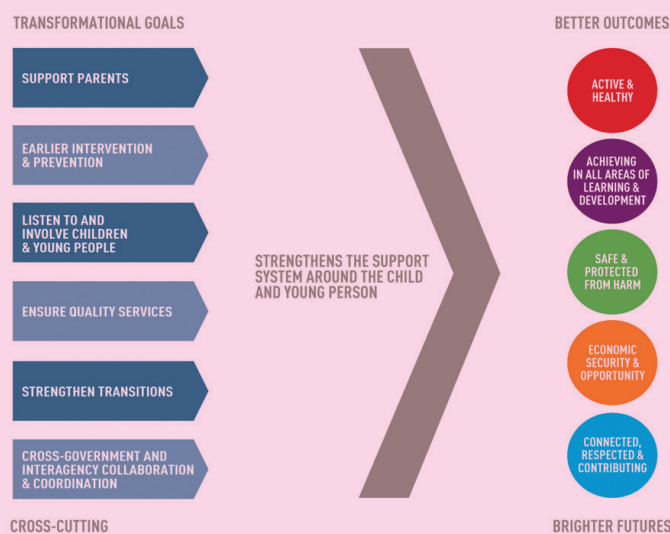 TRANSFORMATIONAL GOALS
SUPPORT PARENTS
EARLIER INTERVENTION
& PREVENTION
LISTEN TO AND
INVOLVE CHILDREN
& YOUNG PEOPLE
ENSURE QUALITY SERVICES
STRENGTHEN TRANSITIONS
CROSS-GOVERNMENT AND
INTERAGENCY COLLABORATION
& COORDINATION
CROSS-CUTTING
STRENGTHENS THE SUPPORT
SYSTEM AROUND THE CHILD
AND YOUNG PERSON
BETTER OUTCOMES
ACTIVE &
HEALTHY
ACHIEVING
IN ALL AREAS OF
LEARNING &
DEVELOPMENT
SAFE &
PROTECTED
FROM HARM
ECONOMIC
SECURITY &
OPPORTUNITY
CONNECTED,
RESPECTED &
CONTRIBUTING
BRIGHTER FUTURES